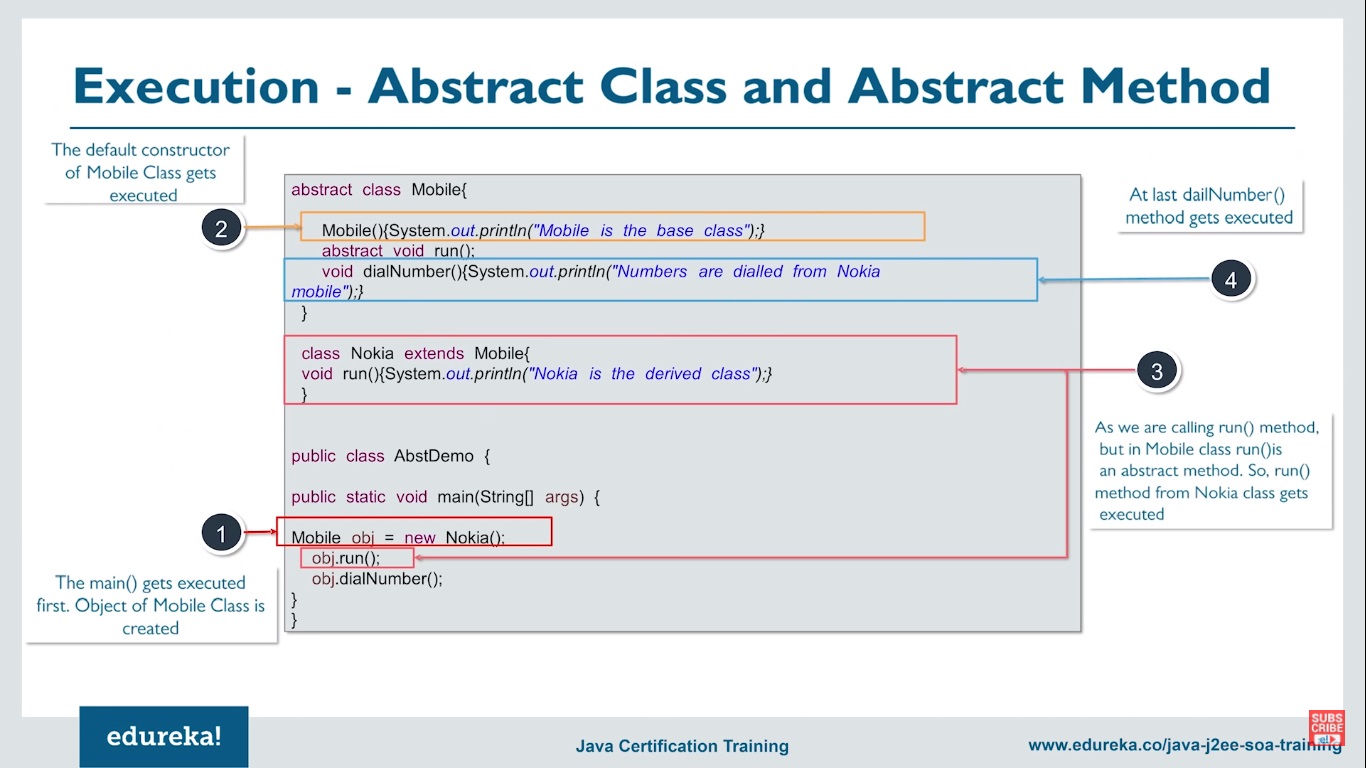 Execution - Abstract Class and Abstract Method
The default constructor
of Mobile Class gets
executed
2
abstract class Mobile{
Mobile(){System.out.println("Mobile is the base class");}
abstract void run();
void dialNumber(){System.out.println("Numbers are dialled from Nokia
mobile");}
}
class Nokia extends Mobile{
void run(){System.out.println("Nokia is the derived class");}
}
public class AbstDemo {
public static void main(String[] args) {
Mobile obj = new Nokia();
obj.run();
obj.dialNumber();
}
}
At last dailNumber()
method gets executed
4
3
As we are calling run() method,
but in Mobile class run()is
an abstract method. So, run()
method from Nokia class gets
executed
1
The main() gets executed
first. Object of Mobile Class is
created
edureka!
Java Certification Training
www.edureka.co/java-j2ee-soa-training
SUBS
CRIBE